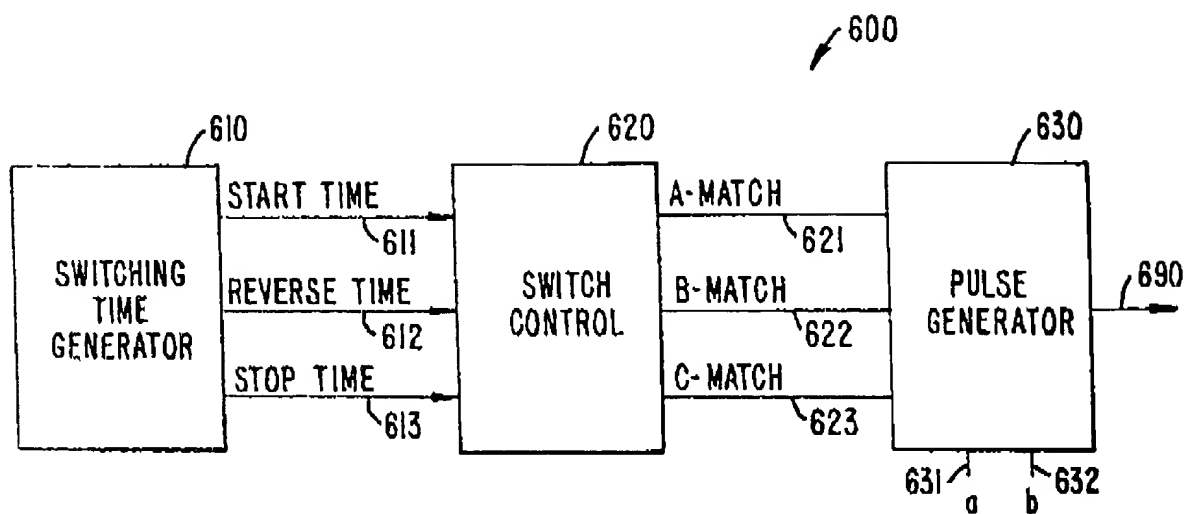 600
610
620
630
START TIME
611
REVERSE TIME
612
STOP TIME
613
SWITCHING
TIME
GENERATOR
SWITCH
CONTROL
A-MATCH
621
B-MATCH
622
C-MATCH
623
PULSE
GENERATOR
690
631
632
a
b